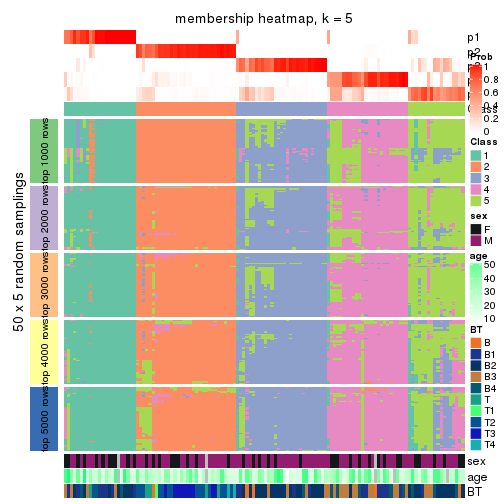 membership heatmap, k = 5
p1
p2
Prob
1
0.8
0.6
0.4
0.2
0
Class
1
2
3
4
5
sex
F
M
age
50
40
30
20
10
BT
B
B1
B2
B3
B4
T
T1
T2
T3
T4
50 x 5 random samplings
top 1000 rows
top 2000 rows
top 3000 rows
top 4000 rows
top 5000 rows
sex
age
BT